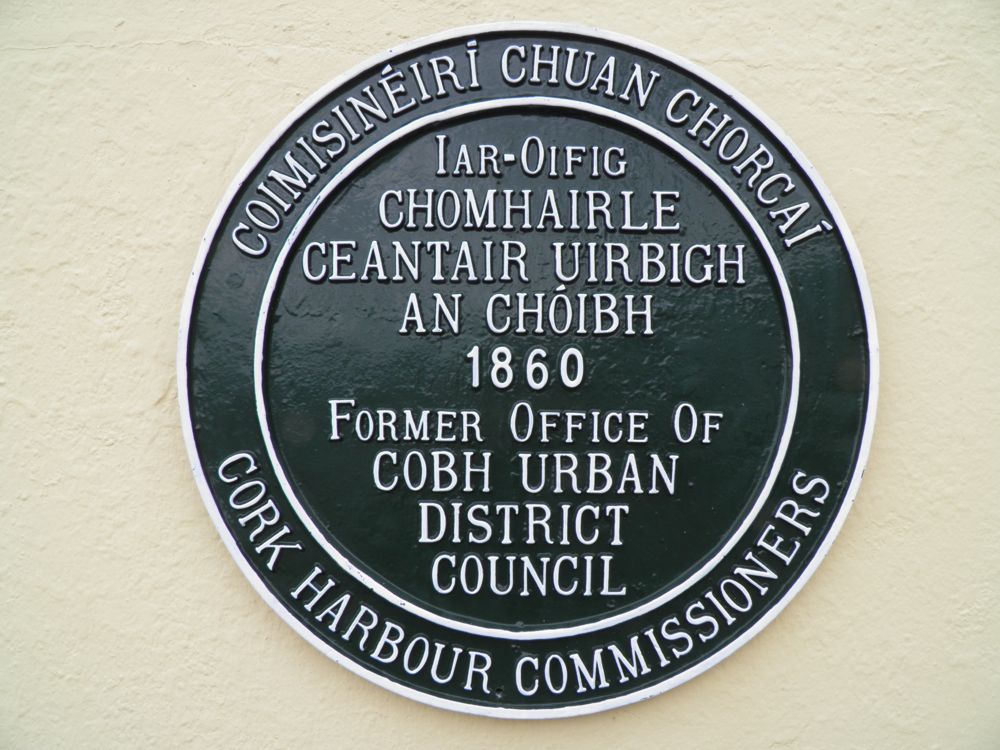 COIMISINÉIRÍ CHUAN CHORCAÍ
IAR-OIFIG
CHOMHAIRLE
CEANTAIR UIRBIGH
AN CHÓIBH
1860
FORMER OFFICE OF
COBH URBAN
DISTRICT
COUNCIL
CORK HARBOUR COMMISSIONERS